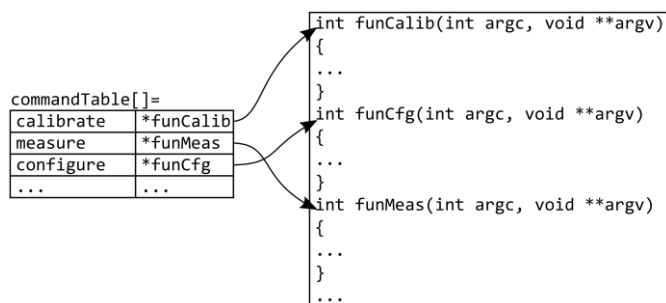 commandTable[]=
calibrate *funCalib
measure *funMeas
configure *funCfg
... ...
int funCalib(int argc, void **argv)
{
...
}
int funCfg(int argc, void **argv)
{
...
}
int funMeas(int argc, void **argv)
{
...
}
...